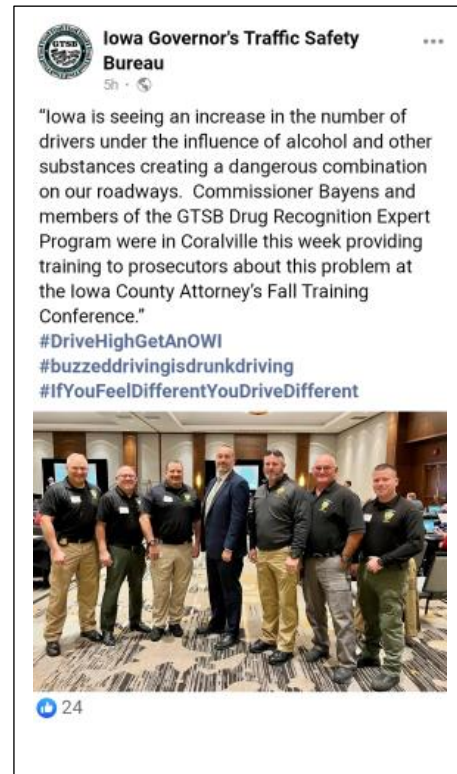 GTSB
Iowa Governor's Traffic Safety
Bureau
5h ·
“Iowa is seeing an increase in the number of
drivers under the influence of alcohol and other
substances creating a dangerous combination
on our roadways.  Commissioner Bayens and
members of the GTSB Drug Recognition Expert
Program were in Coralville this week providing
training to prosecutors about this problem at
the Iowa County Attorney’s Fall Training
Conference.”
#DriveHighGetAnOWI
#buzzeddrivingisdrunkdriving
#IfYouFeelDifferentYouDriveDifferent
24